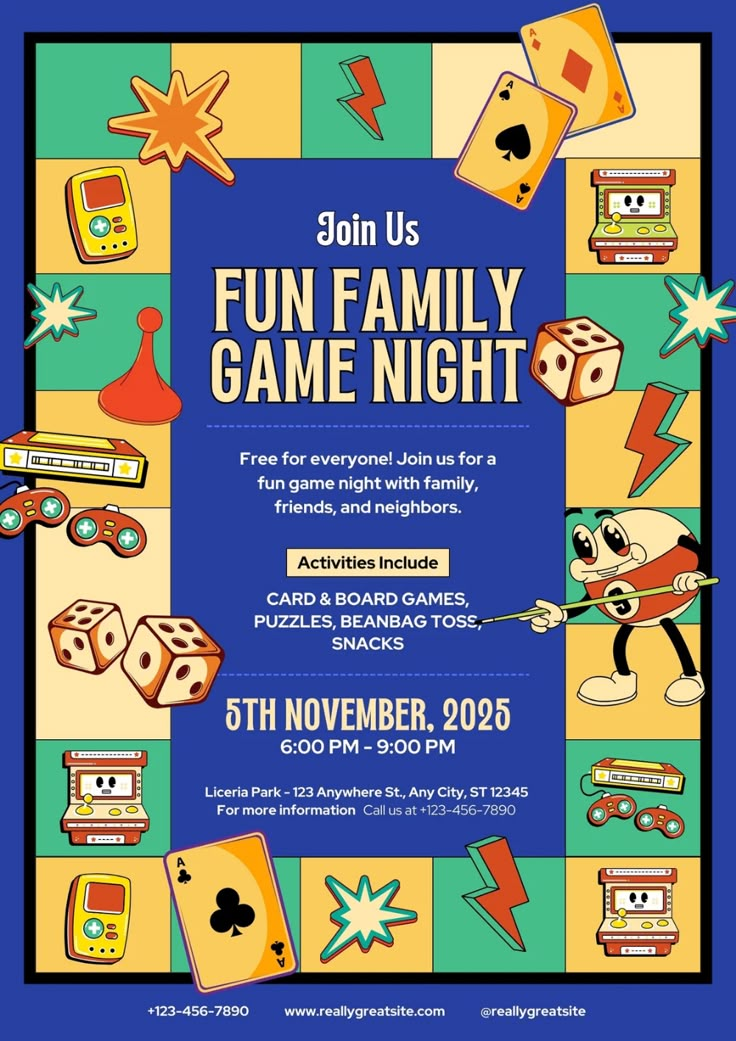 A
A
A
A
Join Us
FUN FAMILY
GAME NIGHT
Free for everyone! Join us for a
fun game night with family,
friends, and neighbors.
Activities Include
CARD & BOARD GAMES,
PUZZLES, BEANBAG TOSS,
SNACKS
9
5TH NOVEMBER, 2025
6:00 PM - 9:00 PM
Liceria Park - 123 Anywhere St., Any City, ST 12345
For more information Call us at +123-456-7890
A
A
+123-456-7890 www.reallygreatsite.com @reallygreatsite